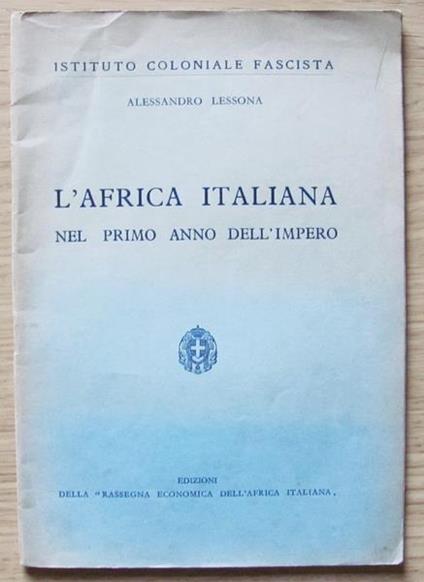 ISTITUTO COLONIALE FASCISTA
ALESSANDRO LESSONA
L'AFRICA ITALIANA
NEL PRIMO ANNO DELL'IMPERO
EDIZIONI
DELLA "RASSEGNA ECONOMICA DELL'AFRICA ITALIANA„